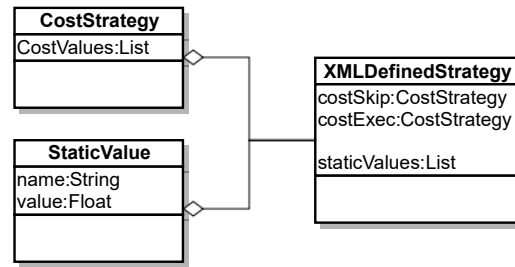 CostStrategy
CostValues:List
StaticValue
name:String
value:Float
XMLDefinedStrategy
costSkip:CostStrategy
costExec:CostStrategy
staticValues:List